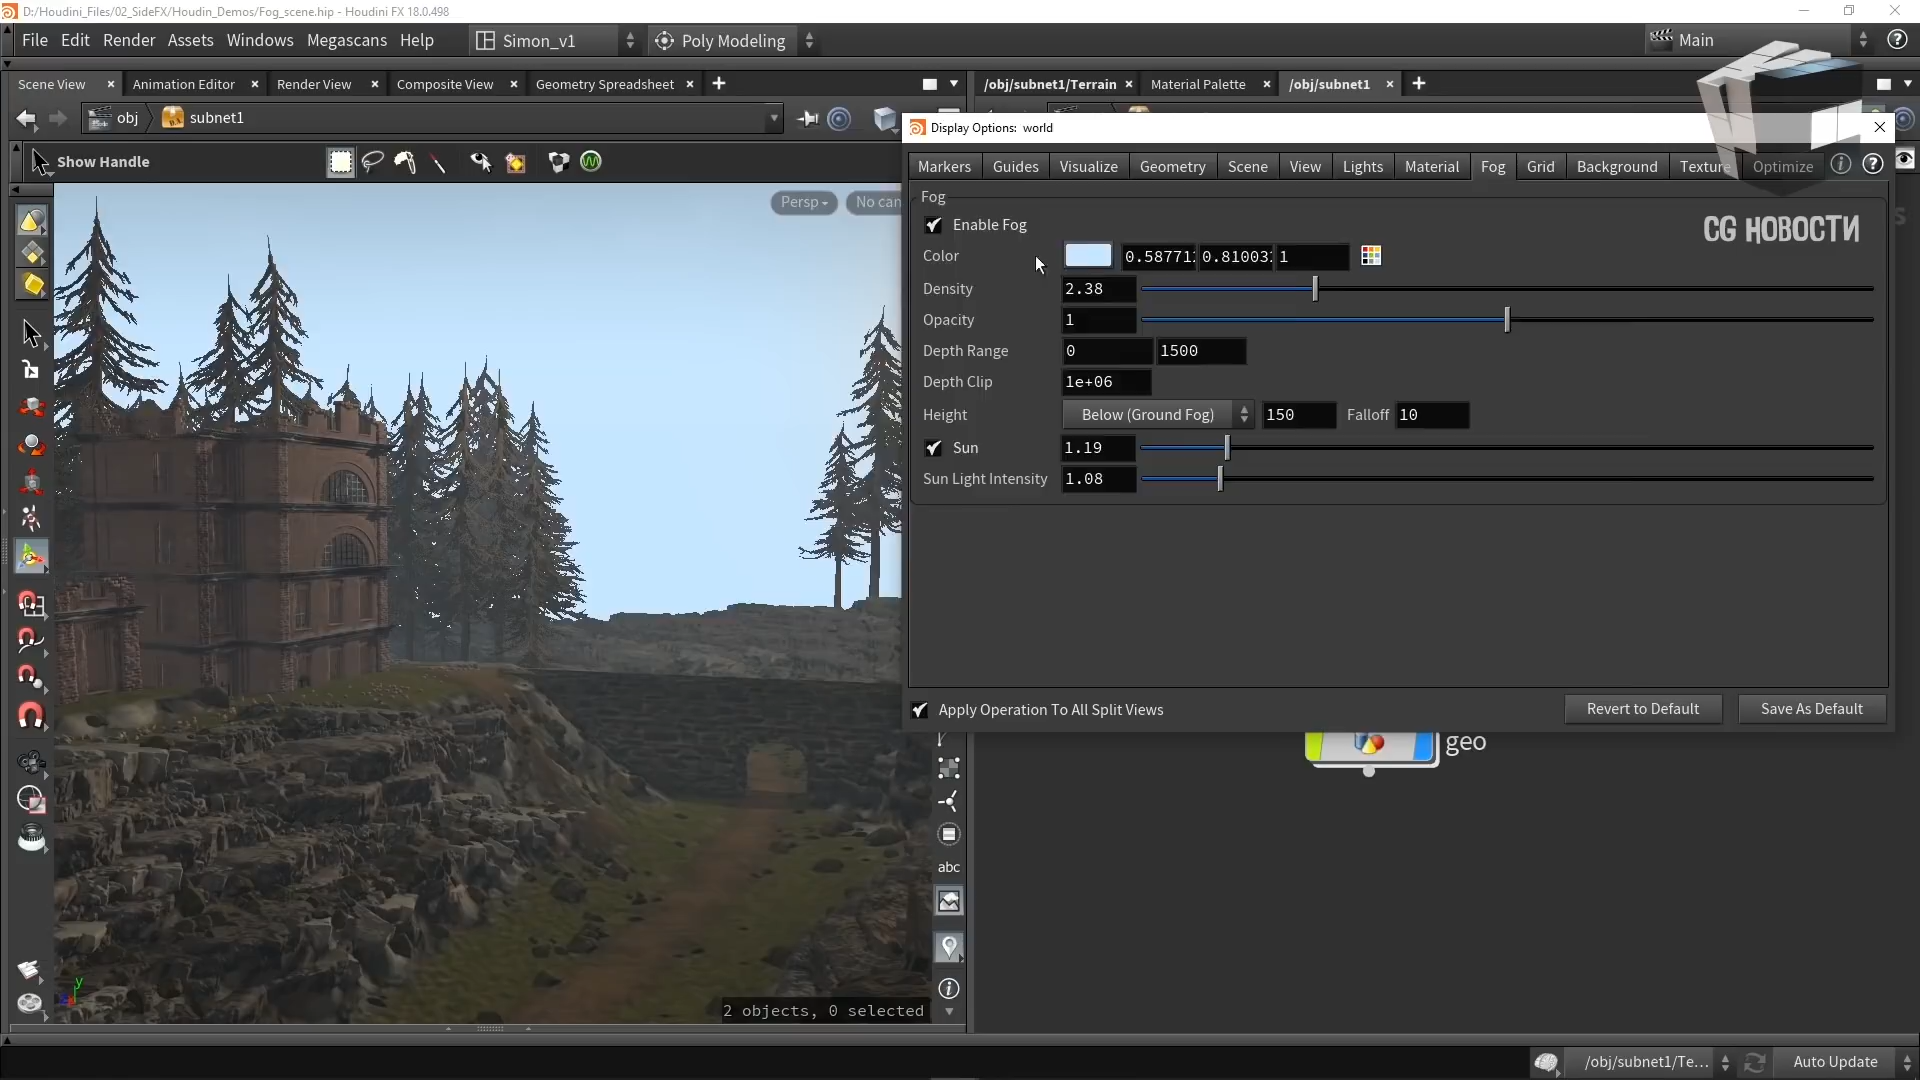 D:/Houdini_Files/02_SideFX/Houdin_Demos/Fog_scene.hip - Houdini FX 18.0.498
File Edit Render Assets Windows Megascans Help Simon_v1 Poly Modeling Main
Scene View Animation Editor Render View Composite View Geometry Spreadsheet /obj/subnet1/Terrain Material Palette /obj/subnet1
obj subnet1
Display Options: world
Show Handle
Markers Guides Visualize Geometry Scene View Lights Material Fog Grid Background Texture Optimize
Persp No can
Fog
Enable Fog
CG НОВОСТИ
Color 0.58771 0.81003 1
Density 2.38
Opacity 1
Depth Range 0 1500
Depth Clip 1e+06
Height Below (Ground Fog) 150 Falloff 10
Sun 1.19
Sun Light Intensity 1.08
Apply Operation To All Split Views Revert to Default Save As Default
geo
abc
y
2 objects, 0 selected
/obj/subnet1/Te... Auto Update